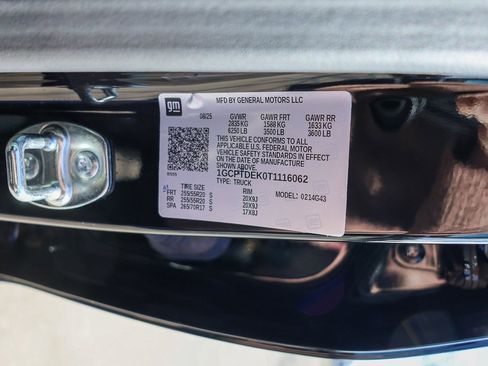 gm
MFD BY GENERAL MOTORS LLC
08/25 GVWR GAWR FRT GAWR RR
2835 KG 1588 KG 1633 KG
6250 LB 3500 LB 3600 LB
THIS VEHICLE CONFORMS TO ALL
APPLICABLE U.S. FEDERAL MOTOR
VEHICLE SAFETY STANDARDS IN EFFECT
ON THE DATE OF MANUFACTURE
SHOWN ABOVE.
1GCPTDEK0T1116062
TYPE: TRUCK
TIRE SIZE RIM MODEL: 0214G43
FRT 255/55R20 S 20X9J
RR 255/55R20 S 20X9J
SPA 265/70R17 S 17X8J